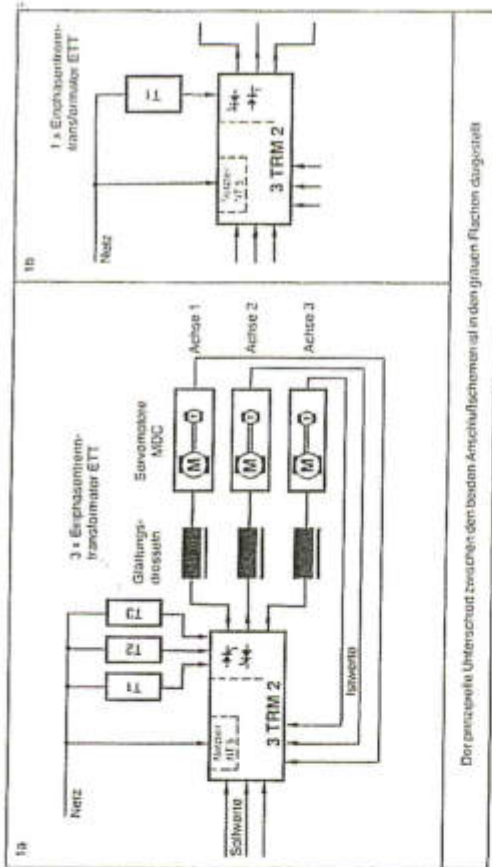 1a
Netz
3 x Einphasentrenn-
transformator ETT
T1
T2
T3
Glättungs-
drosseln
Servomotore
MDC
Sollwerte
3 TRM 2
M
T
Achse 1
M
T
Achse 2
M
T
Achse 3
Istwerte
1b
Netz
1 x Einphasentrenn-
transformator ETT
T1
3 TRM 2
Der prinzipielle Unterschied zwischen den beiden Anschlußschemen ist in den grauen Flächen dargestellt